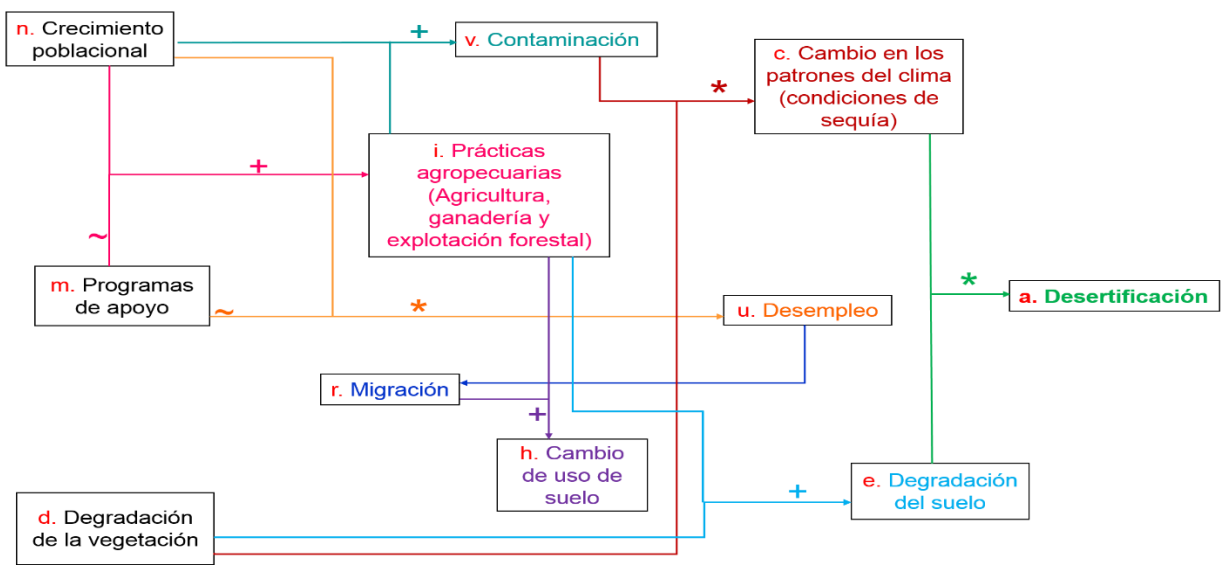 n. Crecimiento
poblacional
+
v. Contaminación
c. Cambio en los
patrones del clima
(condiciones de
sequía)
*
i. Prácticas
agropecuarias
(Agricultura,
ganadería y
explotación forestal)
+
~
m. Programas
de apoyo
~
*
u. Desempleo
*
a. Desertificación
r. Migración
+
h. Cambio
de uso de
suelo
+
e. Degradación
del suelo
d. Degradación
de la vegetación